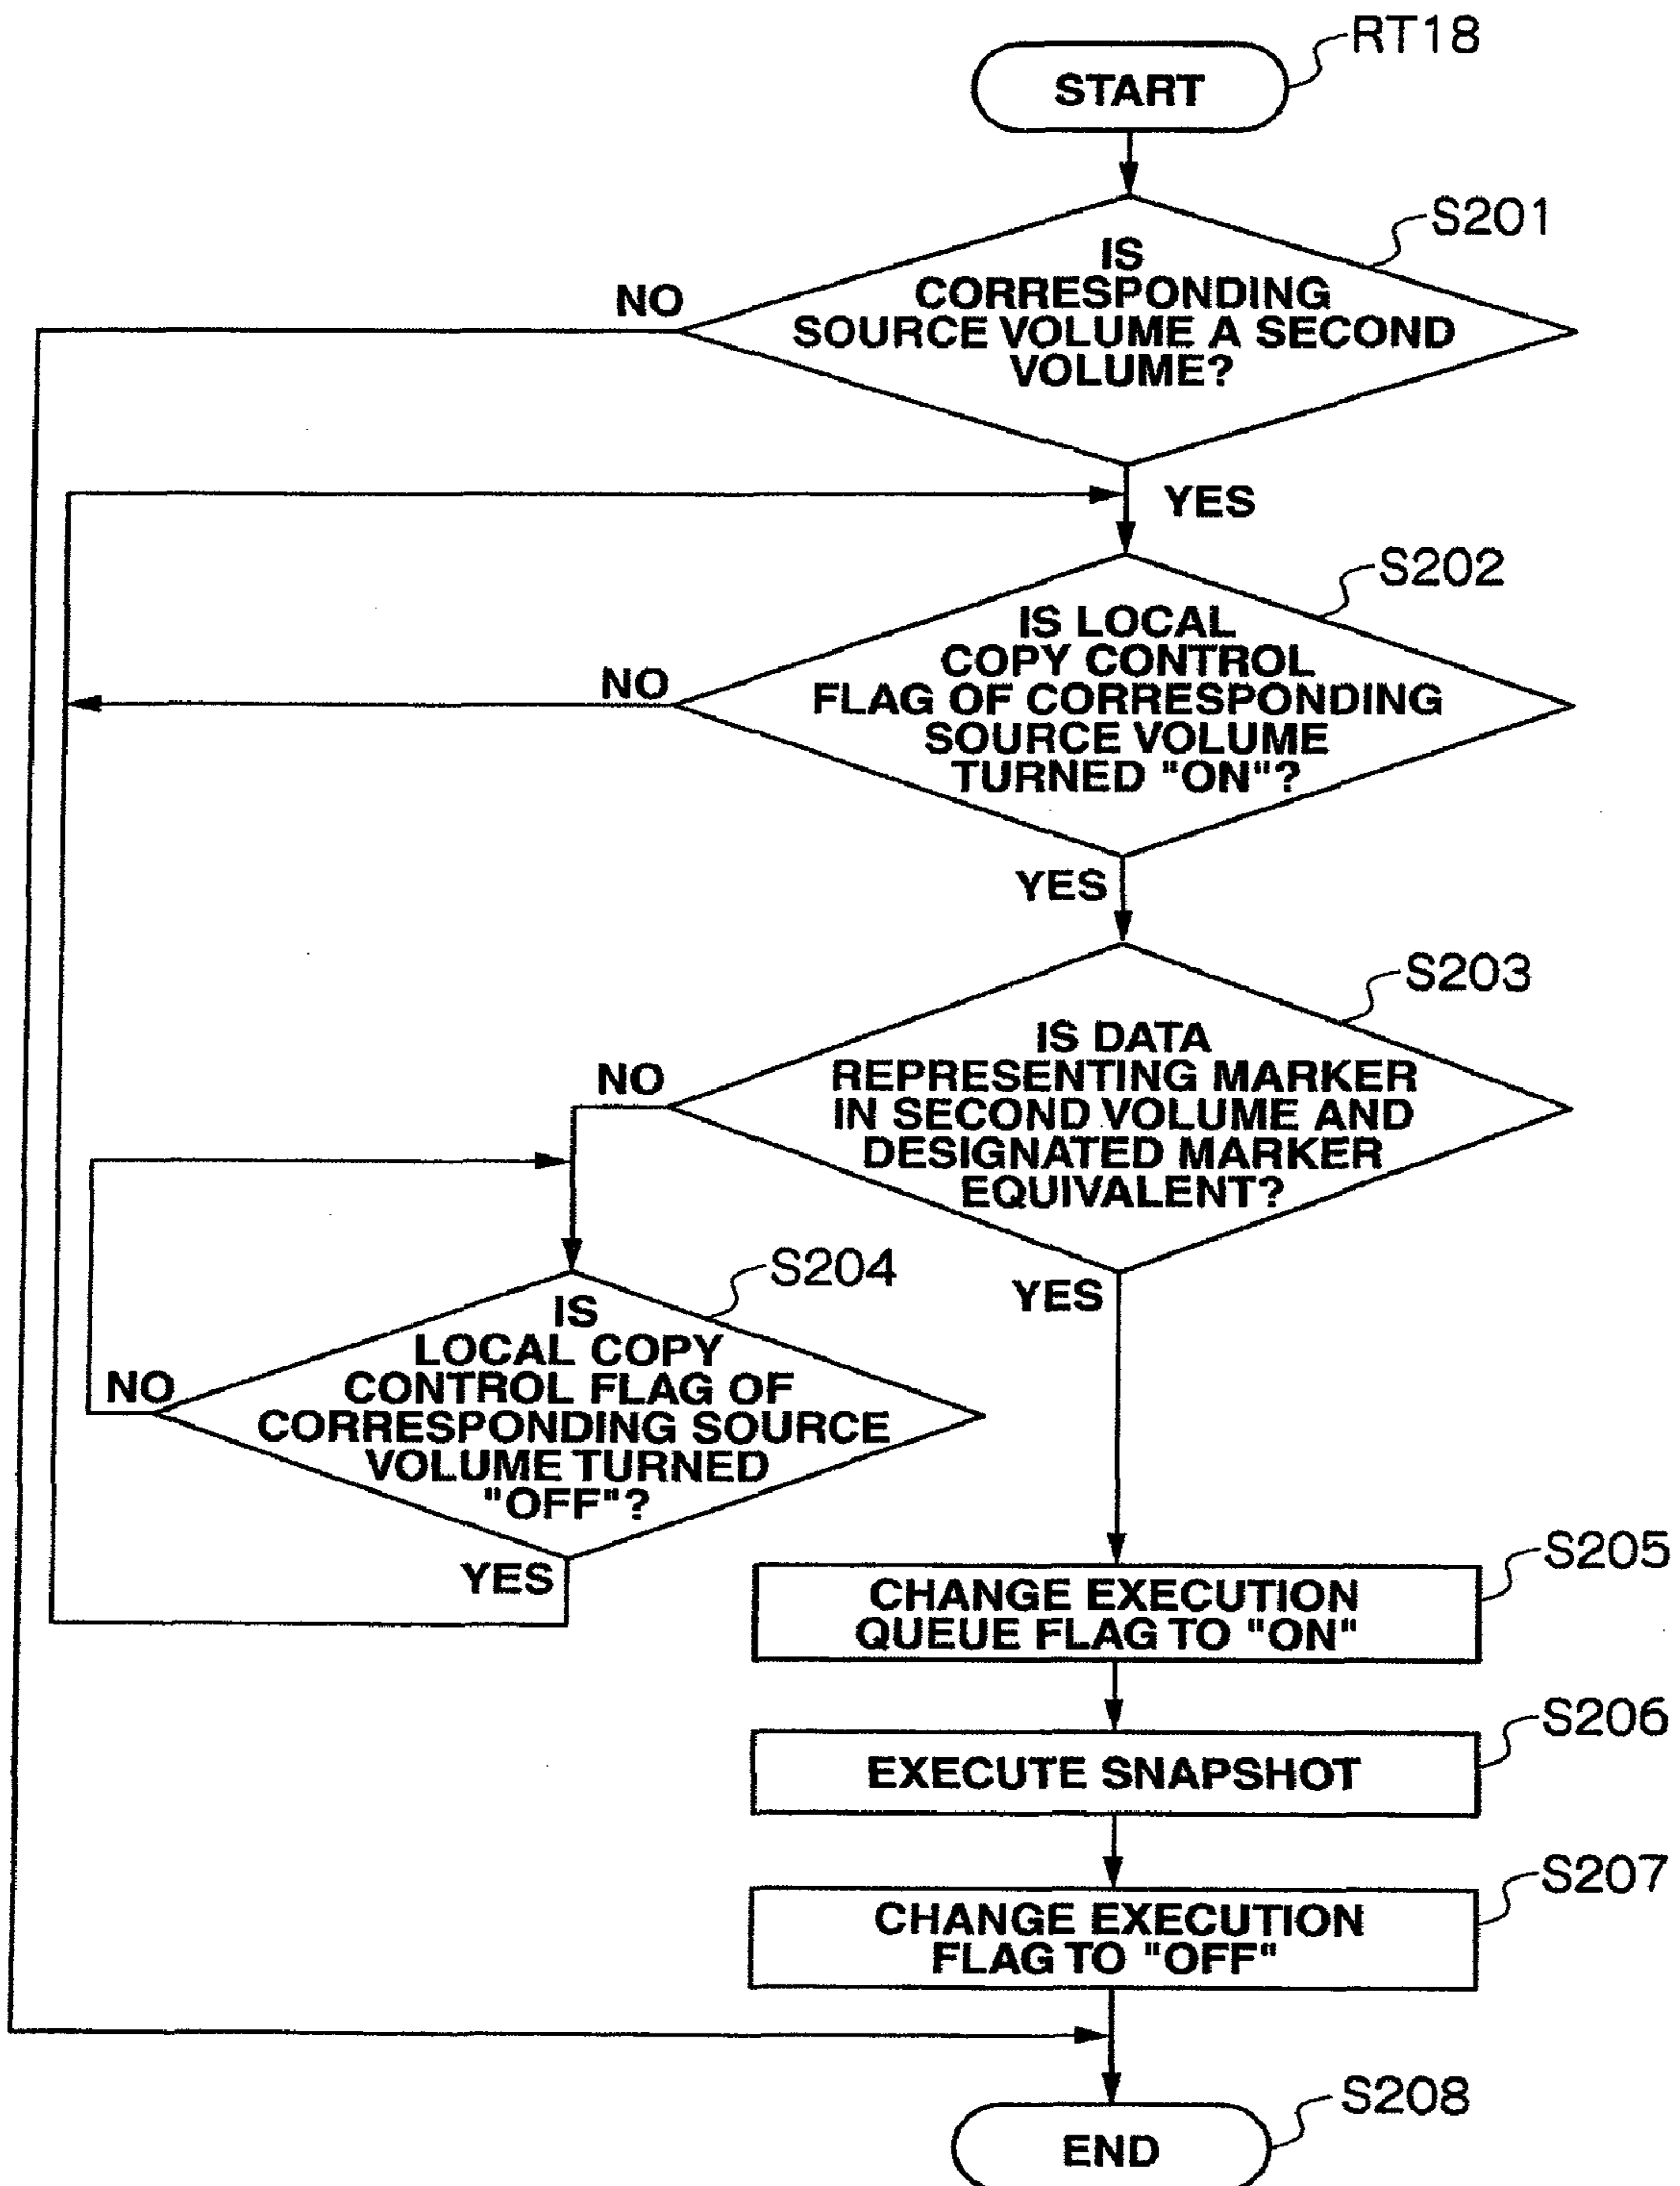 RT18
START
S201
IS
CORRESPONDING
SOURCE VOLUME A SECOND
VOLUME?
NO
YES
S202
IS LOCAL
COPY CONTROL
FLAG OF CORRESPONDING
SOURCE VOLUME
TURNED "ON"?
NO
YES
S203
IS DATA
REPRESENTING MARKER
IN SECOND VOLUME AND
DESIGNATED MARKER
EQUIVALENT?
NO
YES
S204
IS
LOCAL COPY
CONTROL FLAG OF
CORRESPONDING SOURCE
VOLUME TURNED
"OFF"?
NO
YES
S205
CHANGE EXECUTION
QUEUE FLAG TO "ON"
S206
EXECUTE SNAPSHOT
S207
CHANGE EXECUTION
FLAG TO "OFF"
S208
END